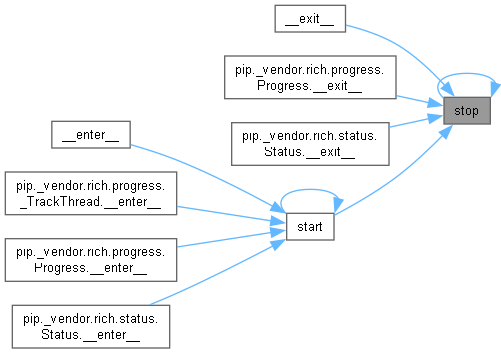 __exit__
pip._vendor.rich.progress.
Progress.__exit__
stop
pip._vendor.rich.status.
Status.__exit__
__enter__
pip._vendor.rich.progress.
_TrackThread.__enter__
start
pip._vendor.rich.progress.
Progress.__enter__
pip._vendor.rich.status.
Status.__enter__